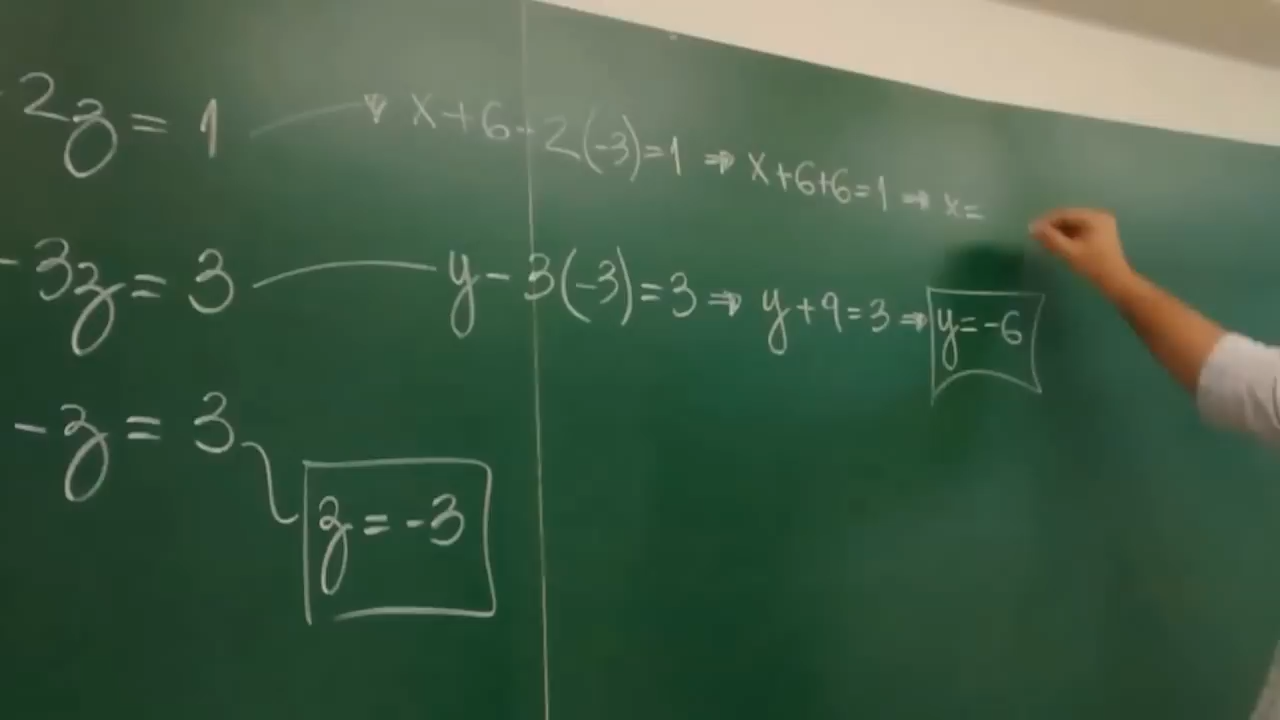 -2z = 1 → x + 6 - 2(-3) = 1 ⇒ x + 6 + 6 = 1 ⇒ x =
-3z = 3 y - 3(-3) = 3 ⇒ y + 9 = 3 ⇒ y = -6
-z = 3
z = -3